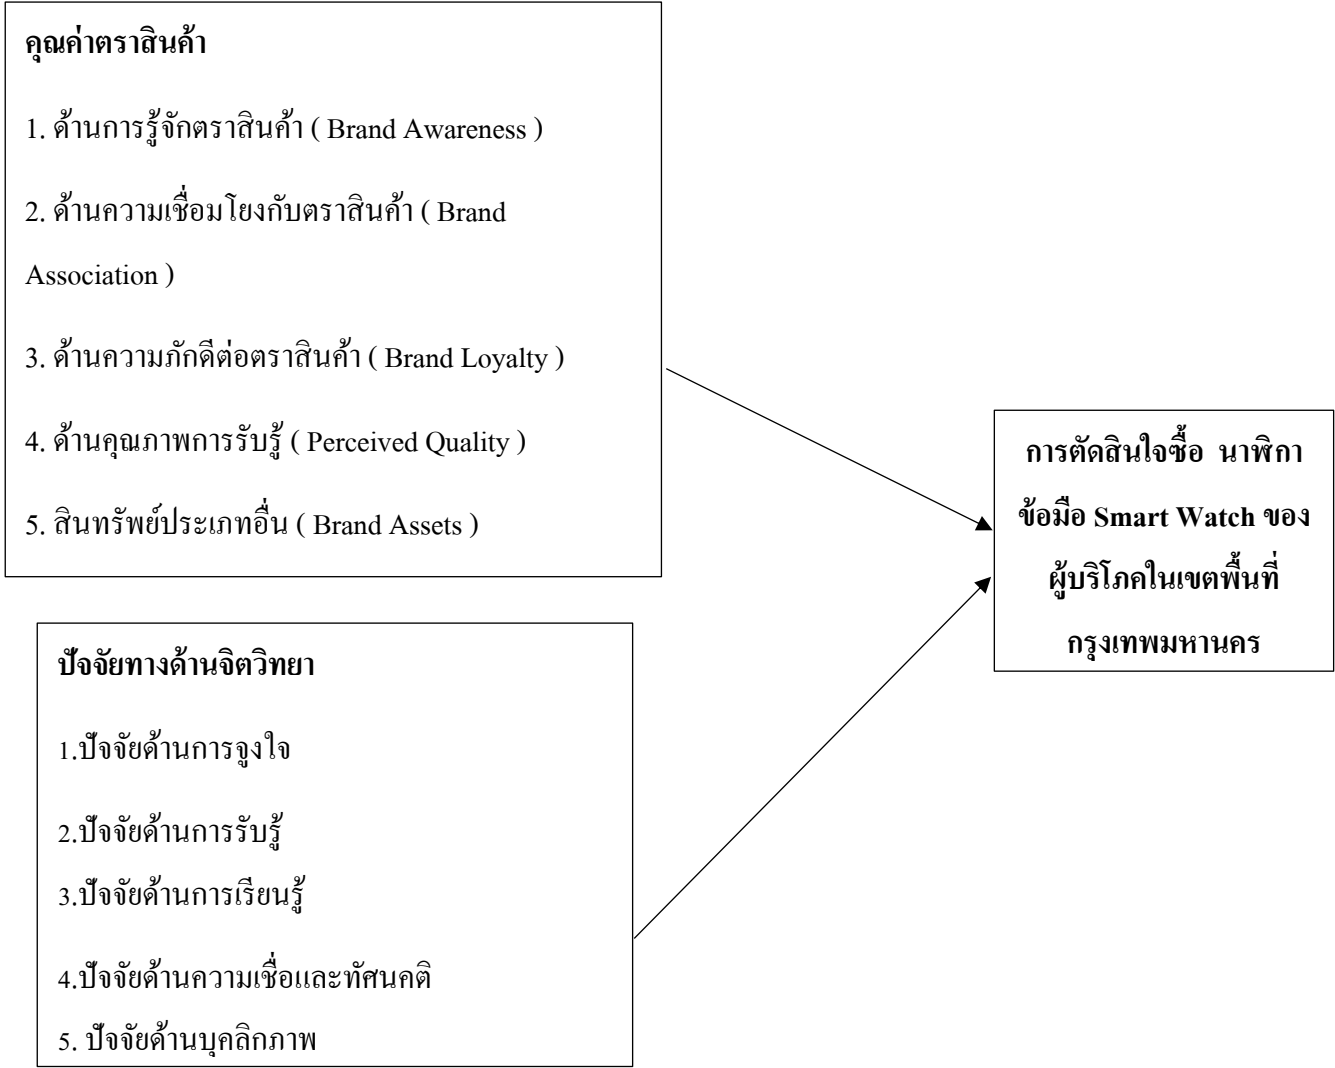 คุณค่าตราสินค้า
1. ด้านการรู้จักตราสินค้า ( Brand Awareness )
2. ด้านความเชื่อมโยงกับตราสินค้า ( Brand
Association )
3. ด้านความภักดีต่อตราสินค้า ( Brand Loyalty )
4. ด้านคุณภาพการรับรู้ ( Perceived Quality )
5. สินทรัพย์ประเภทอื่น ( Brand Assets )
การตัดสินใจซื้อ นาฬิกา
ข้อมือ Smart Watch ของ
ผู้บริโภคในเขตพื้นที่
กรุงเทพมหานคร
ปัจจัยทางด้านจิตวิทยา
1.ปัจจัยด้านการจูงใจ
2.ปัจจัยด้านการรับรู้
3.ปัจจัยด้านการเรียนรู้
4.ปัจจัยด้านความเชื่อและทัศนคติ
5. ปัจจัยด้านบุคลิกภาพ